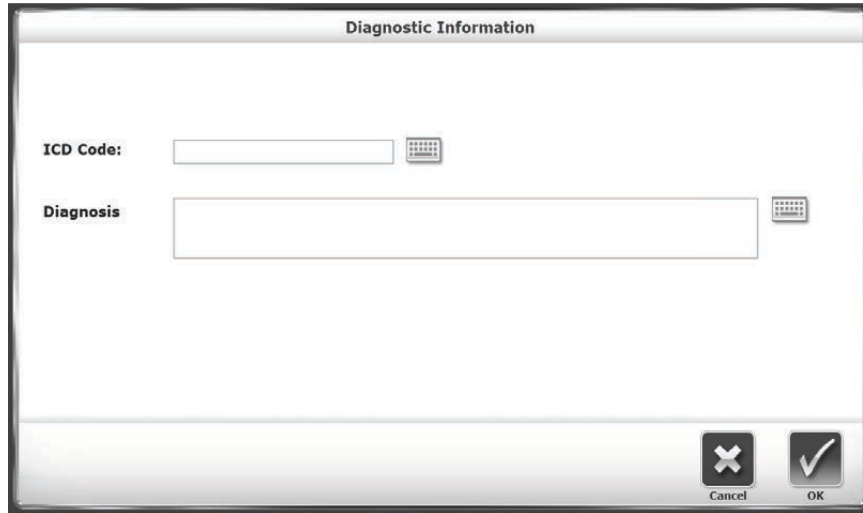 Diagnostic Information
ICD Code:
Diagnosis
Cancel
OK